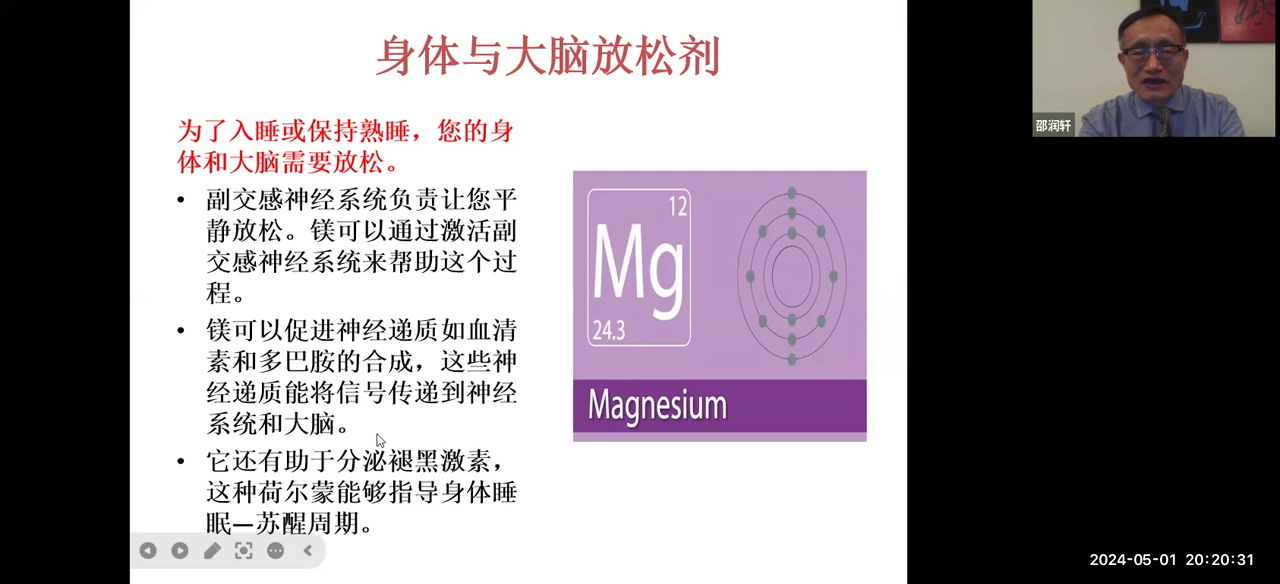 身体与大脑放松剂
为了入睡或保持熟睡，您的身
体和大脑需要放松。
• 副交感神经系统负责让您平
静放松。镁可以通过激活副
交感神经系统来帮助这个过
程。
• 镁可以促进神经递质如血清
素和多巴胺的合成，这些神
经递质能将信号传递到神经
系统和大脑。
• 它还有助于分泌褪黑激素，
这种荷尔蒙能够指导身体睡
眠—苏醒周期。
12
Mg
24.3
Magnesium
邵润轩
2024-05-01 20:20:31